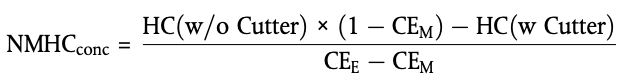 NMHCconc = HC(w/o Cutter) × (1 − CEM) − HC(w Cutter)
CEE − CEM